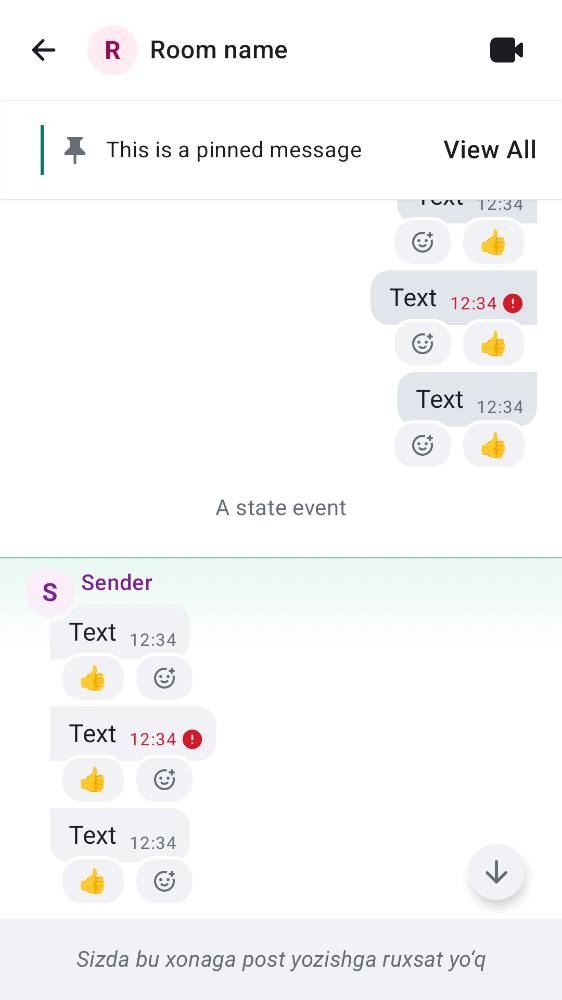 R Room name
This is a pinned message View All
Text 12:34
Text 12:34
Text 12:34
A state event
S Sender
Text 12:34
Text 12:34
Text 12:34
Sizda bu xonaga post yozishga ruxsat yo‘q